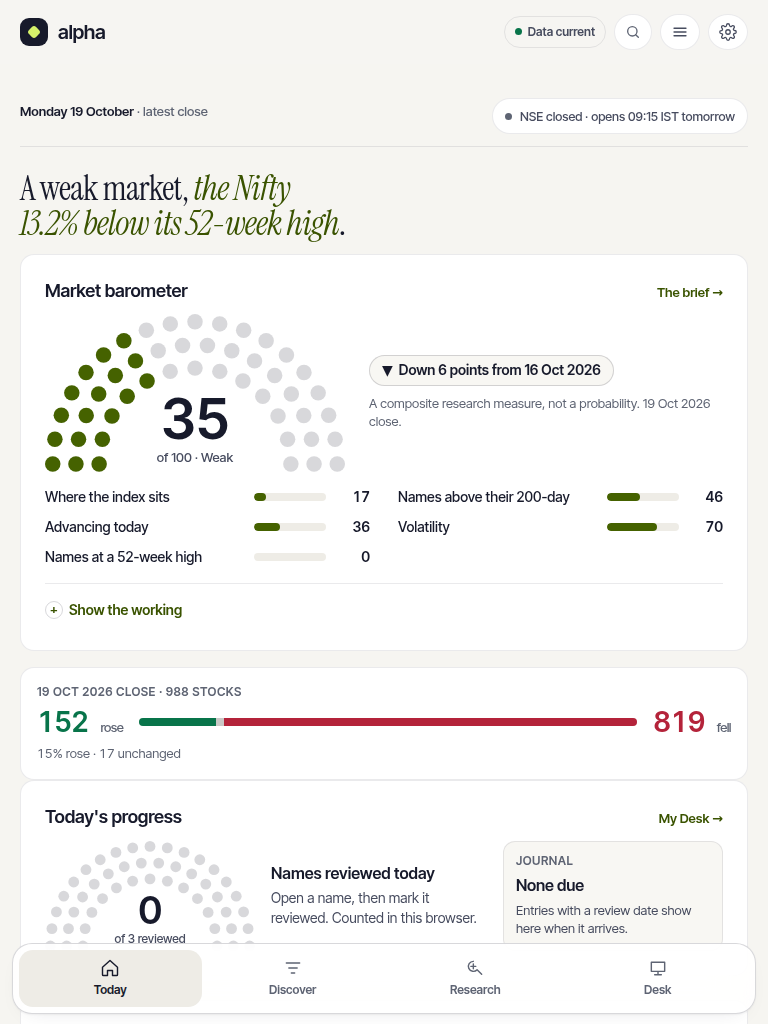 alpha
Data current
Monday 19 October · latest close
NSE closed · opens 09:15 IST tomorrow
A weak market, the Nifty
13.2% below its 52-week high.
Market barometer
The brief →
35
of 100 · Weak
▼ Down 6 points from 16 Oct 2026
A composite research measure, not a probability. 19 Oct 2026
close.
Where the index sits 17
Names above their 200-day 46
Advancing today 36
Volatility 70
Names at a 52-week high 0
+ Show the working
19 OCT 2026 CLOSE · 988 STOCKS
152 rose
819 fell
15% rose · 17 unchanged
Today's progress
My Desk →
0
of 3 reviewed
Names reviewed today
Open a name, then mark it
reviewed. Counted in this browser.
JOURNAL
None due
Entries with a review date show
here when it arrives.
Today
Discover
Research
Desk